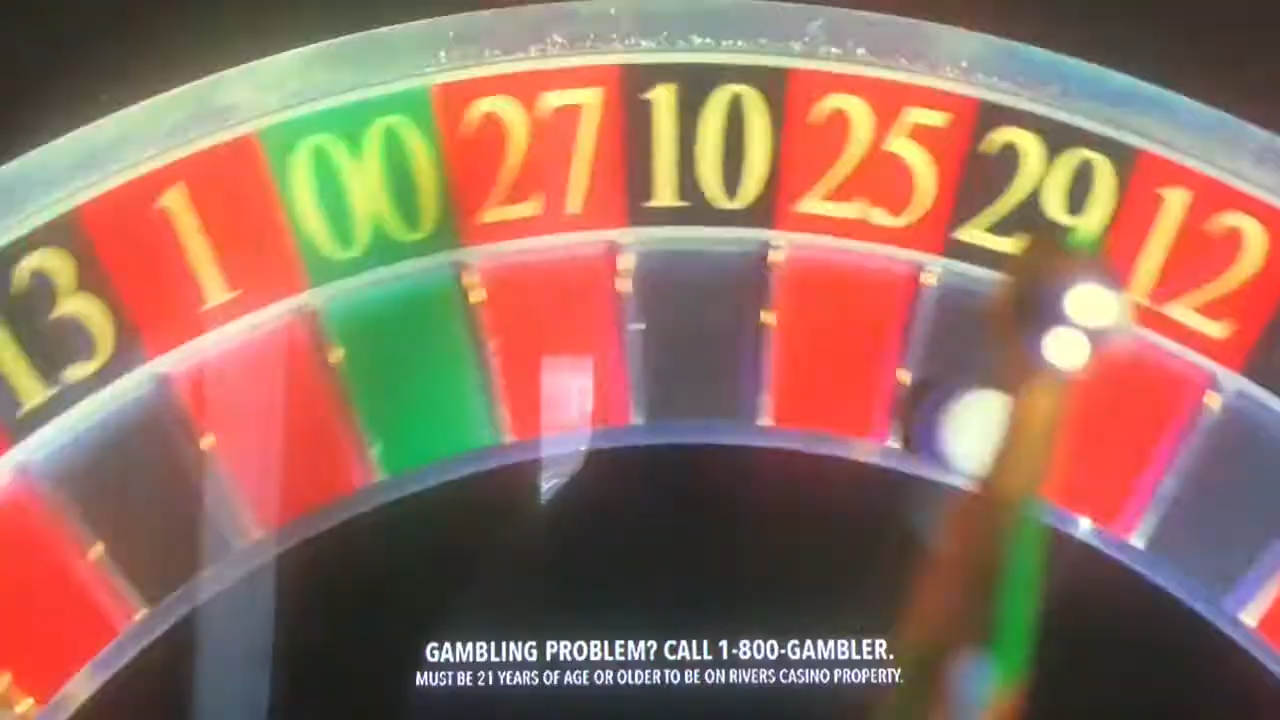 13 1 00 27 10 25 29 12
GAMBLING PROBLEM? CALL 1-800-GAMBLER.
MUST BE 21 YEARS OF AGE OR OLDER TO BE ON RIVERS CASINO PROPERTY.